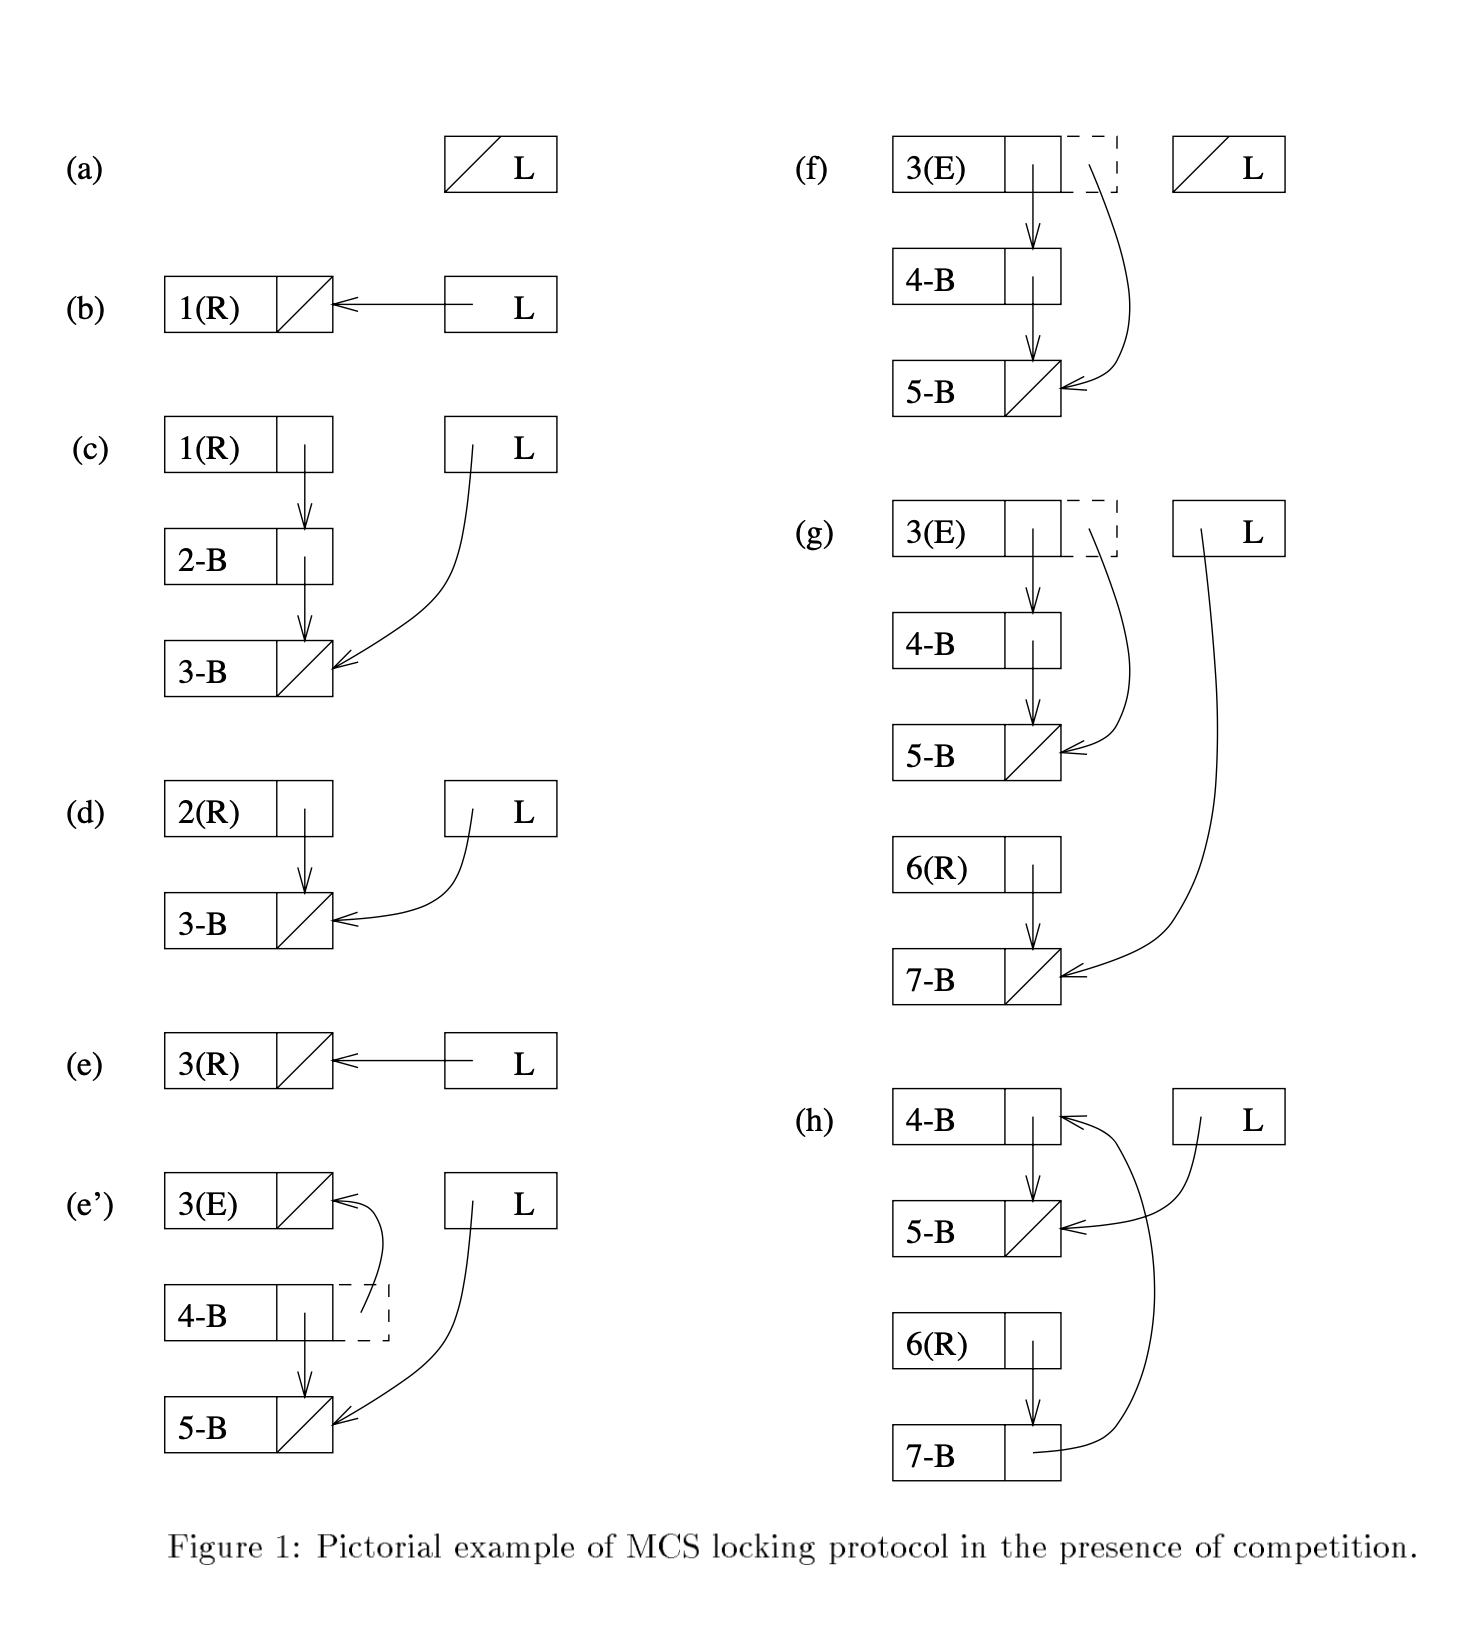 (a)
L
(b)
1(R)
L
(c)
1(R)
L
2-B
3-B
(d)
2(R)
L
3-B
(e)
3(R)
L
(e’)
3(E)
L
4-B
5-B
(f)
3(E)
L
4-B
5-B
(g)
3(E)
L
4-B
5-B
6(R)
7-B
(h)
4-B
L
5-B
6(R)
7-B
Figure 1: Pictorial example of MCS locking protocol in the presence of competition.